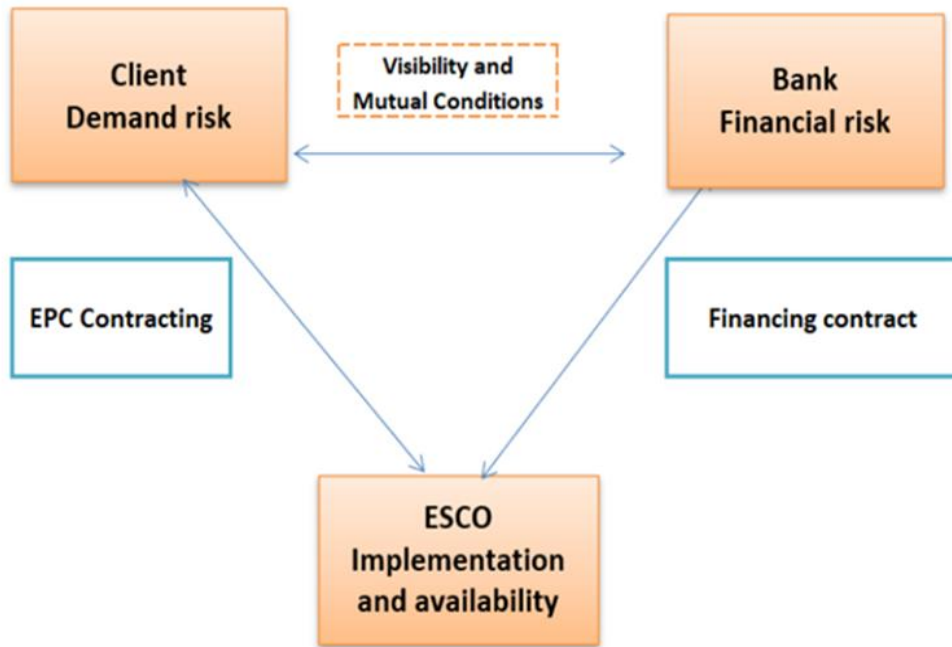 Client
Demand risk
Visibility and
Mutual Conditions
Bank
Financial risk
EPC Contracting
Financing contract
ESCO
Implementation
and availability